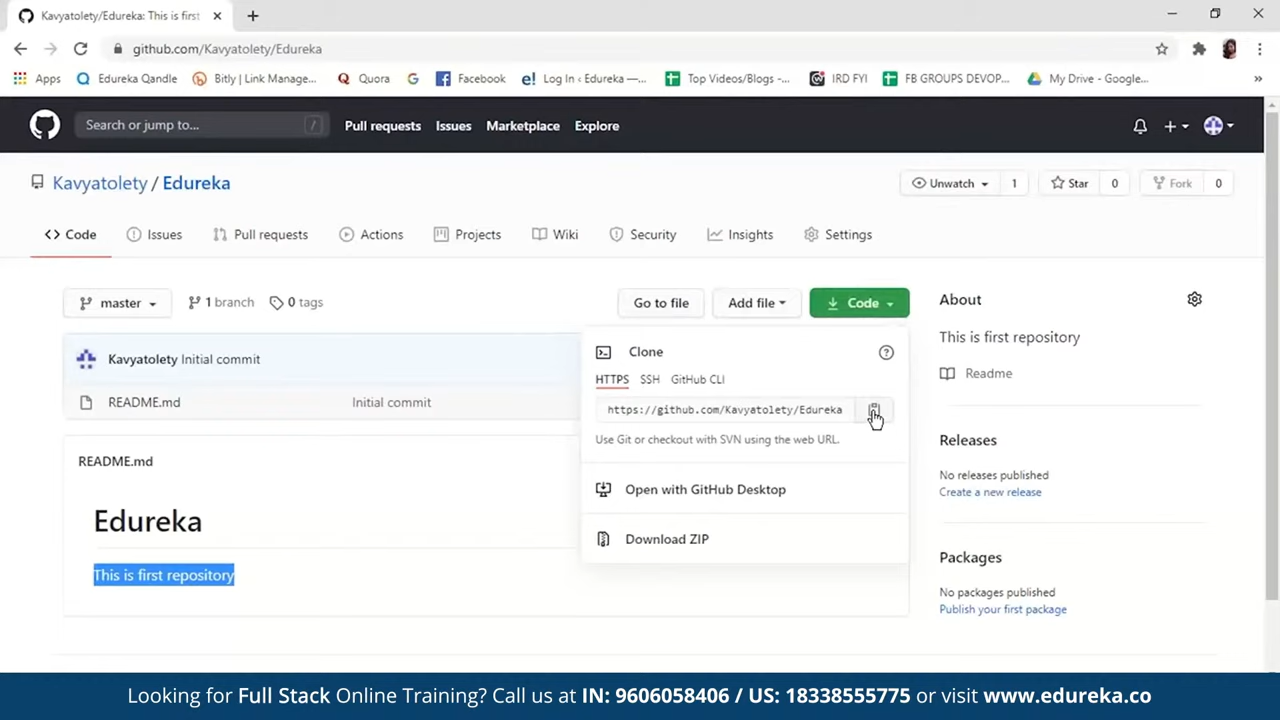 Kavyatolety/Edureka: This is first
github.com/Kavyatolety/Edureka
Apps Edureka Qandle Bitly | Link Manage... Quora Facebook Log In ‹ Edureka —... Top Videos/Blogs -... IRD FYI FB GROUPS DEVOP... My Drive - Google... »
Search or jump to... / Pull requests Issues Marketplace Explore
Kavyatolety / Edureka Unwatch 1 Star 0 Fork 0
Code Issues Pull requests Actions Projects Wiki Security Insights Settings
master 1 branch 0 tags Go to file Add file Code
Kavyatolety Initial commit
README.md Initial commit
README.md
Edureka
This is first repository
Clone
HTTPS SSH GitHub CLI
https://github.com/Kavyatolety/Edureka
Use Git or checkout with SVN using the web URL.
Open with GitHub Desktop
Download ZIP
About
This is first repository
Readme
Releases
No releases published
Create a new release
Packages
No packages published
Publish your first package
Looking for Full Stack Online Training? Call us at IN: 9606058406 / US: 18338555775 or visit www.edureka.co